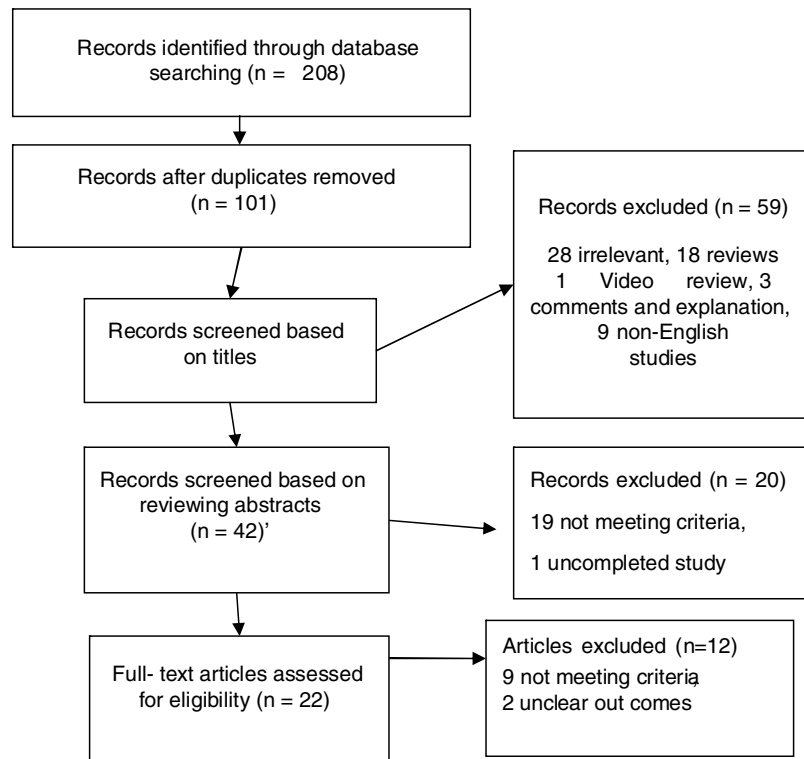 Records identified through database
searching (n = 208)
Records after duplicates removed
(n = 101)
Records excluded (n = 59)
28 irrelevant, 18 reviews
1 Video review, 3
comments and explanation,
9 non-English
studies
Records screened based
on titles
Records screened based on
reviewing abstracts
(n = 42)’
Records excluded (n = 20)
19 not meeting criteria,
1 uncompleted study
Full- text articles assessed
for eligibility (n = 22)
Articles excluded (n=12)
9 not meeting criteria,
2 unclear out comes